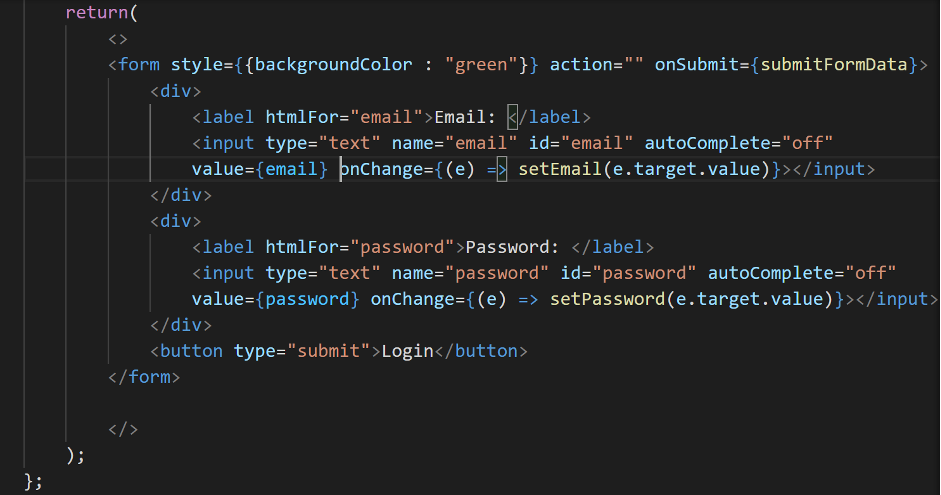 return(
<>
<form style={{backgroundColor : "green"}} action="" onSubmit={submitFormData}>
<div>
<label htmlFor="email">Email: </label>
<input type="text" name="email" id="email" autoComplete="off"
value={email} onChange={(e) => setEmail(e.target.value)}></input>
</div>
<div>
<label htmlFor="password">Password: </label>
<input type="text" name="password" id="password" autoComplete="off"
value={password} onChange={(e) => setPassword(e.target.value)}></input>
</div>
<button type="submit">Login</button>
</form>
</>
);
};